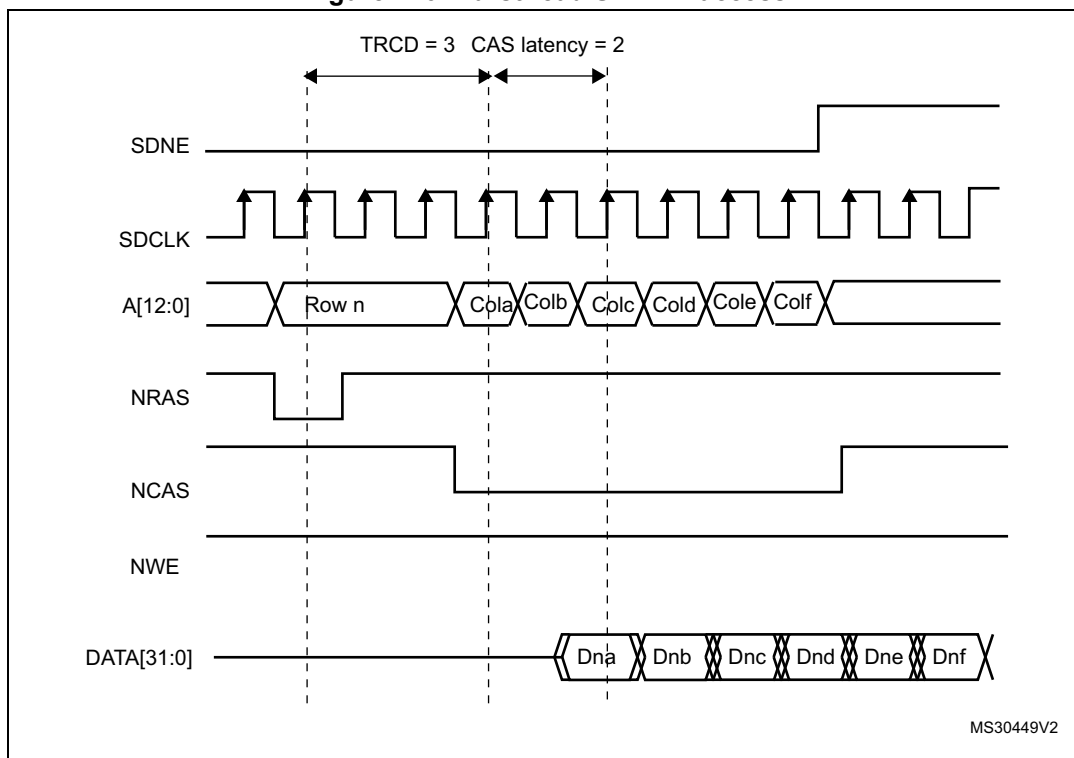 TRCD = 3 CAS latency = 2
SDNE
SDCLK
A[12:0] Row n Cola Colb Colc Cold Cole Colf
NRAS
NCAS
NWE
DATA[31:0] Dna Dnb Dnc Dnd Dne Dnf
MS30449V2